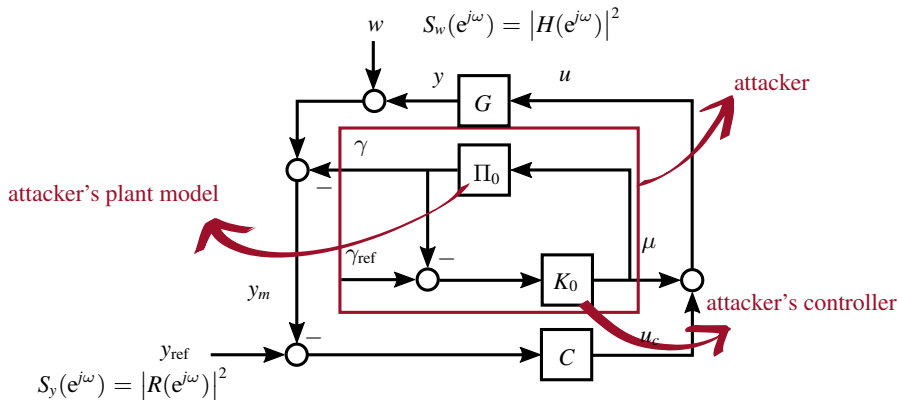 w
S_w(e^{jω}) = |H(e^{jω})|^2
y
G
u
attacker
γ
−
Π_0
attacker's plant model
γ_ref
−
K_0
μ
y_m
attacker's controller
y_ref
−
C
u_c
S_y(e^{jω}) = |R(e^{jω})|^2